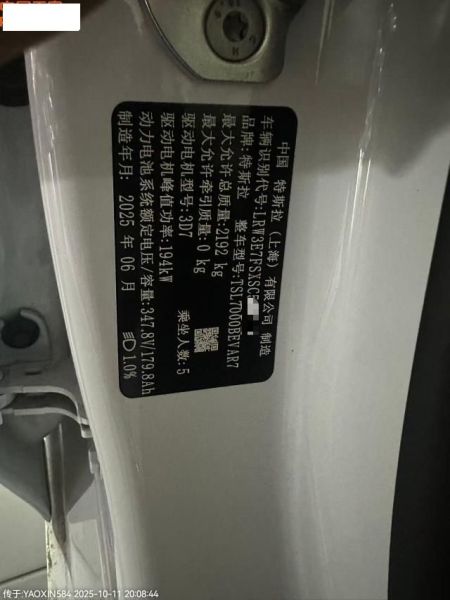 中国 特斯拉（上海）有限公司 制造
车辆识别代号:LRW3E7FSXSC
品牌:特斯拉 整车型号:TSL7000BEVAR7
最大允许总质量:2192 kg
最大允许牵引质量:0 kg
驱动电机型号:3D7 乘坐人数:5
驱动电机峰值功率:194kW
动力电池系统额定电压/容量:347.8V/179.8Ah
制造年月: 2025 年 06 月 1.0%
传于:YAOXIN584 2025-10-11 20:08:44